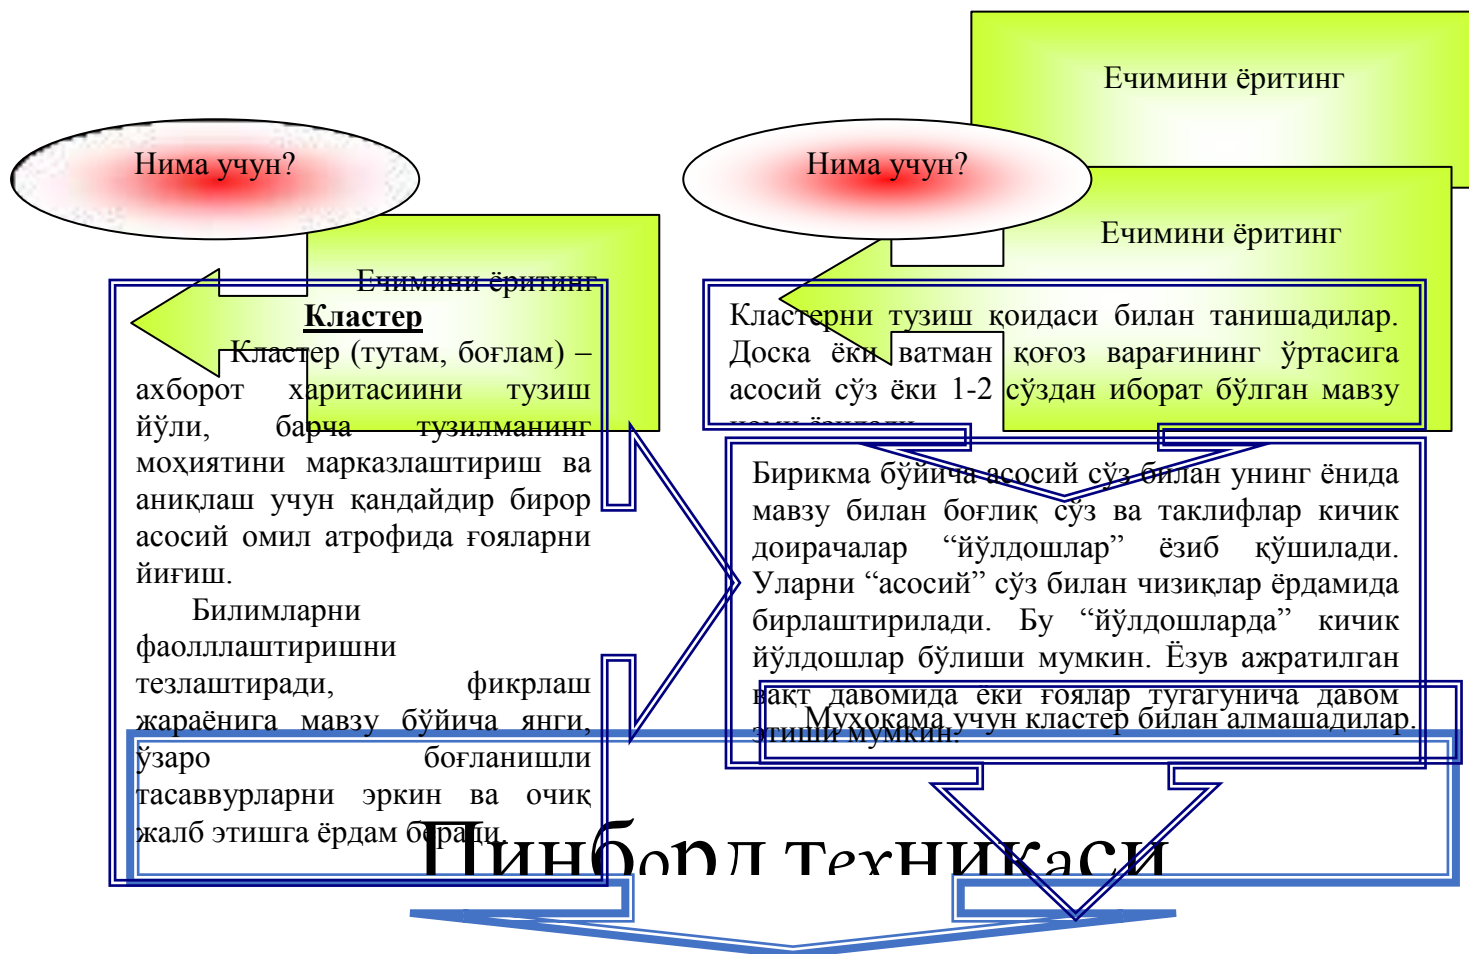 Ечимини ёритинг
Нима учун?
Нима учун?
Ечимини ёритинг
Ечимини ёритинг
Кластер
Кластер (тутам, боғлам) –
ахборот харитасиини тузиш
йўли, барча тузилманинг
моҳиятини марказлаштириш ва
аниқлаш учун қандайдир бирор
асосий омил атрофида ғояларни
йиғиш.
Билимларни
фаолллаштиришни
тезлаштиради, фикрлаш
жараёнига мавзу бўйича янги,
ўзаро боғланишли
тасаввурларни эркин ва очиқ
жалб этишга ёрдам беради.
Кластерни тузиш қоидаси билан танишадилар.
Доска ёки ватман қоғоз варағининг ўртасига
асосий сўз ёки 1-2 сўздан иборат бўлган мавзу
номи ёзилади
Бирикма бўйича асосий сўз билан унинг ёнида
мавзу билан боғлиқ сўз ва таклифлар кичик
доирачалар “йўлдошлар” ёзиб қўшилади.
Уларни “асосий” сўз билан чизиқлар ёрдамида
бирлаштирилади. Бу “йўлдошларда” кичик
йўлдошлар бўлиши мумкин. Ёзув ажратилган
вақт давомида ёки ғоялар тугагунича давом
этиши мумкин.
Муҳокама учун кластер билан алмашадилар.
Пинборд техникаси